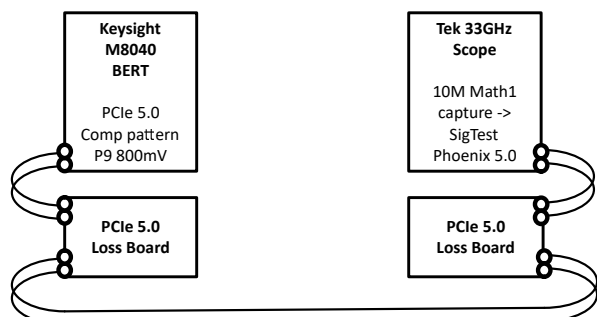 Keysight
M8040
BERT
PCIe 5.0
Comp pattern
P9 800mV
Tek 33GHz
Scope
10M Math1
capture ->
SigTest
Phoenix 5.0
PCIe 5.0
Loss Board
PCIe 5.0
Loss Board